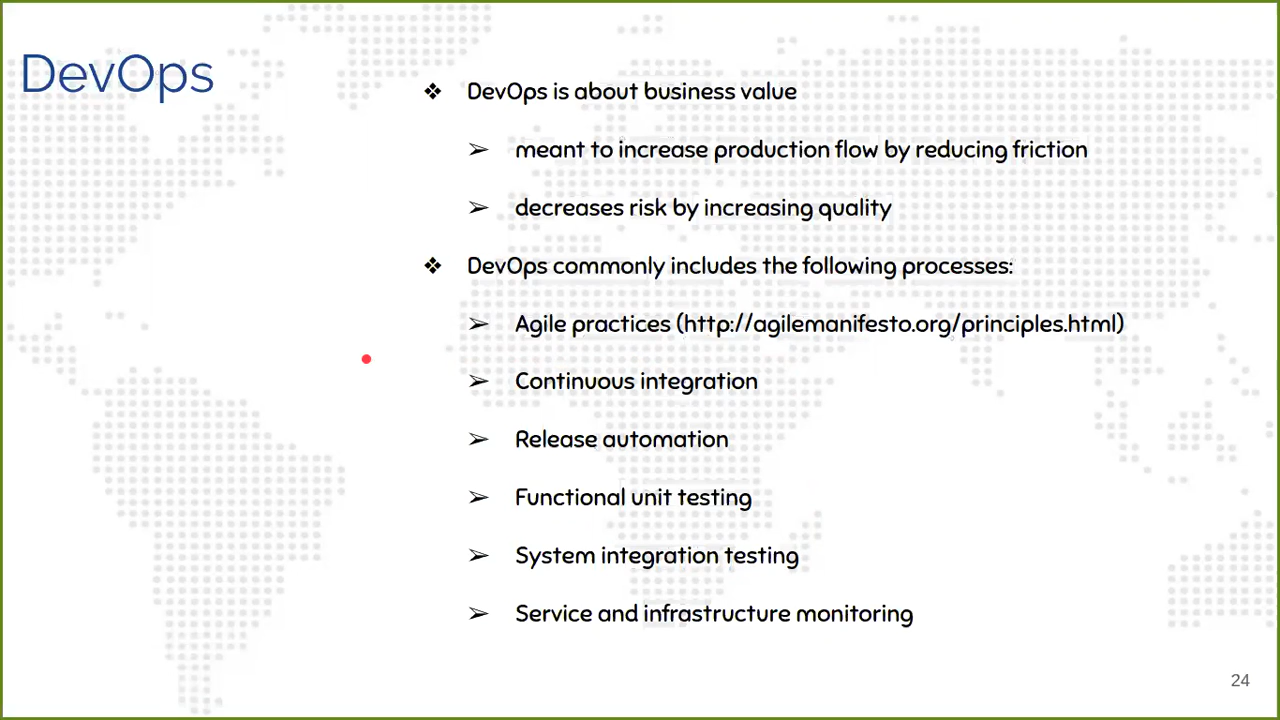 DevOps
❖ DevOps is about business value
➢ meant to increase production flow by reducing friction
➢ decreases risk by increasing quality
❖ DevOps commonly includes the following processes:
➢ Agile practices (http://agilemanifesto.org/principles.html)
➢ Continuous integration
➢ Release automation
➢ Functional unit testing
➢ System integration testing
➢ Service and infrastructure monitoring
24